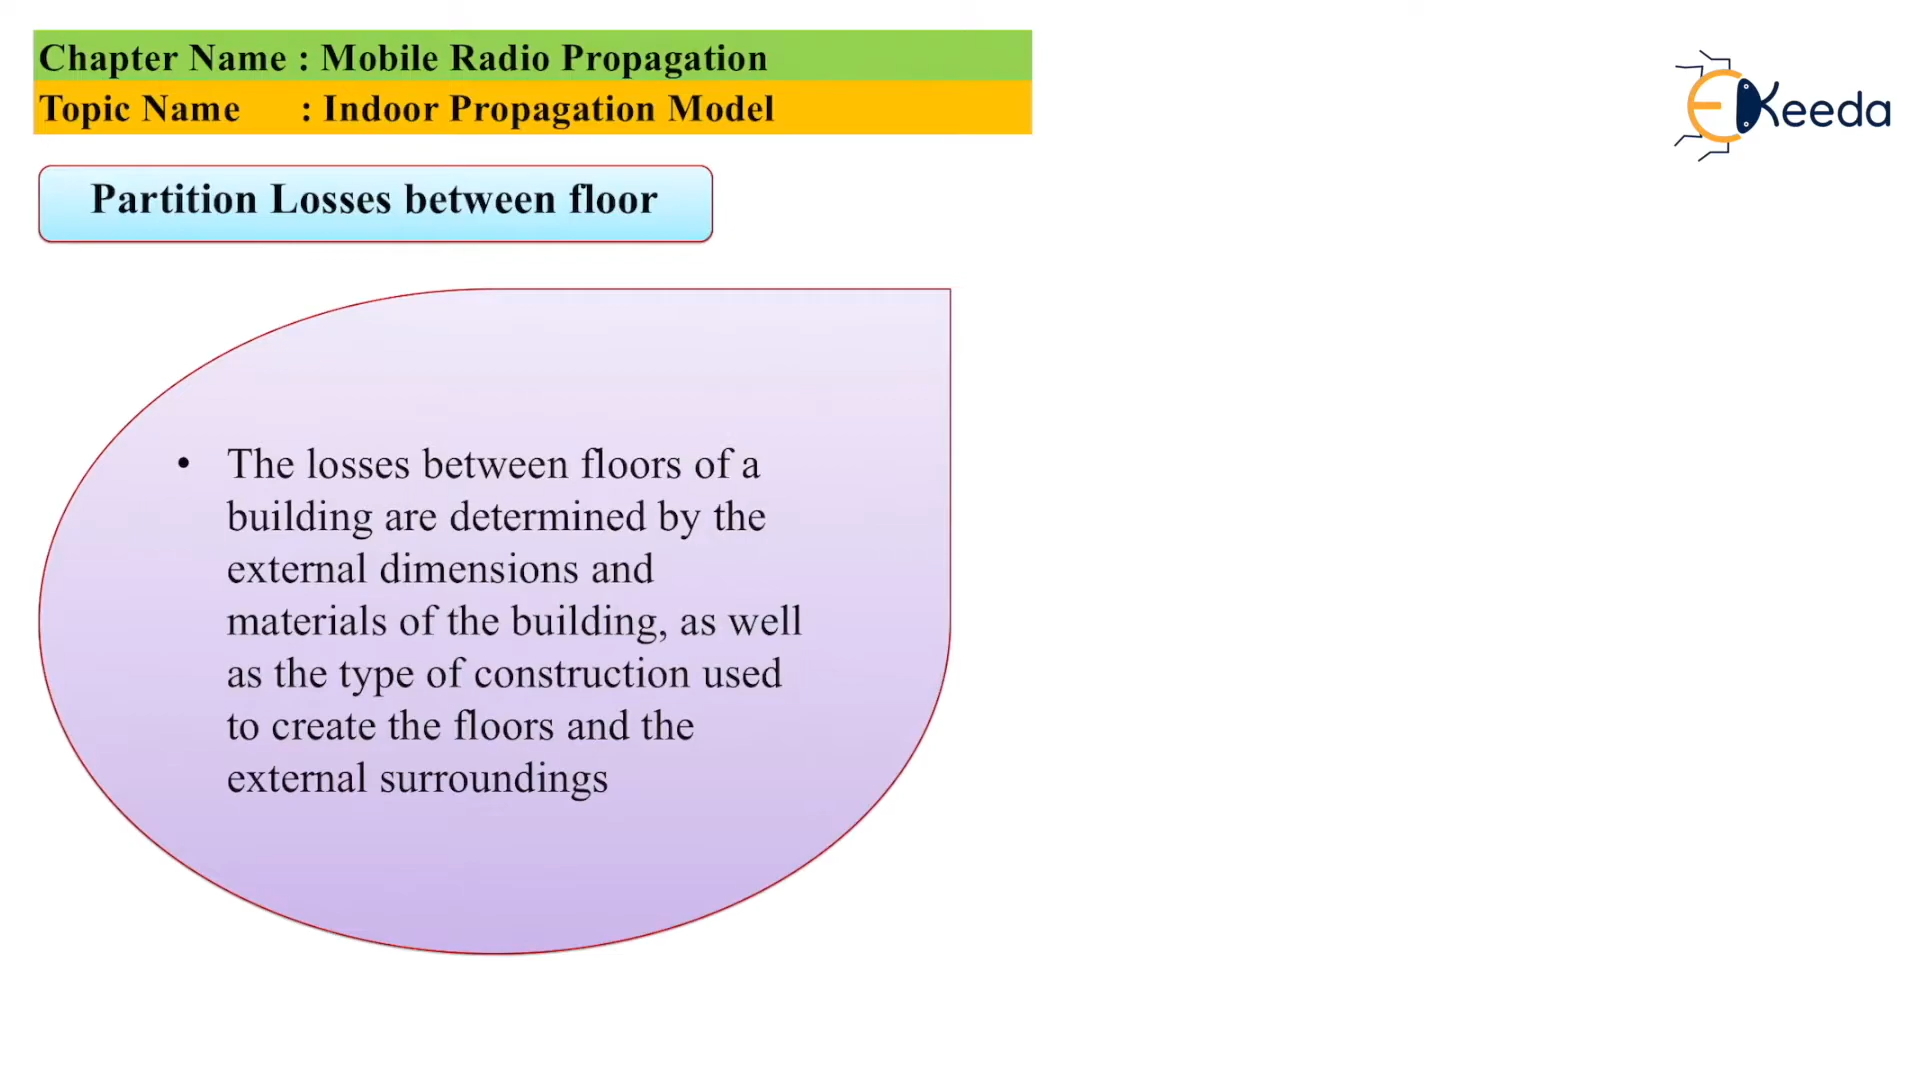 Chapter Name : Mobile Radio Propagation
Topic Name : Indoor Propagation Model
EKeeda
Partition Losses between floor
• The losses between floors of a
building are determined by the
external dimensions and
materials of the building, as well
as the type of construction used
to create the floors and the
external surroundings